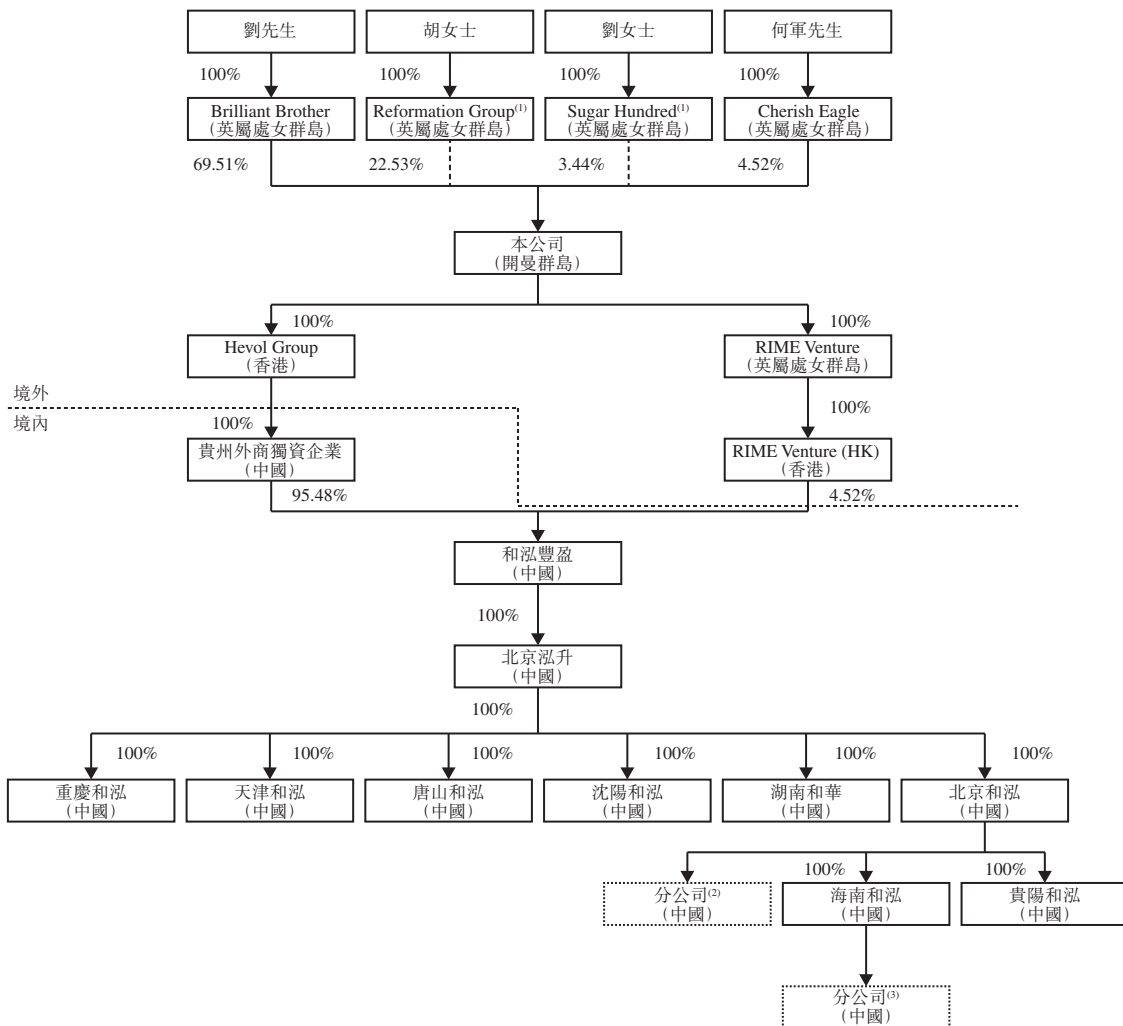 劉先生
胡女士
劉女士
何軍先生
100%
100%
100%
100%
Brilliant Brother
(英屬處女群島)
Reformation Group(1)
(英屬處女群島)
Sugar Hundred(1)
(英屬處女群島)
Cherish Eagle
(英屬處女群島)
69.51%
22.53%
3.44%
4.52%
本公司
(開曼群島)
100%
100%
Hevol Group
(香港)
RIME Venture
(英屬處女群島)
境外
境內
100%
100%
貴州外商獨資企業
(中國)
RIME Venture (HK)
(香港)
95.48%
4.52%
和泓豐盈
(中國)
100%
北京泓升
(中國)
100%
100%
100%
100%
100%
100%
100%
重慶和泓
(中國)
天津和泓
(中國)
唐山和泓
(中國)
沈陽和泓
(中國)
湖南和華
(中國)
北京和泓
(中國)
100%
100%
分公司(2)
(中國)
海南和泓
(中國)
貴陽和泓
(中國)
分公司(3)
(中國)